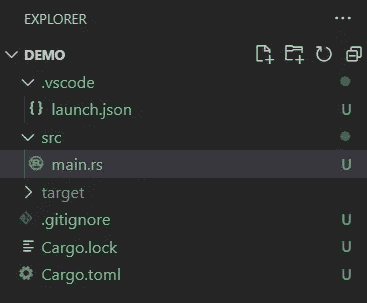 EXPLORER
DEMO
.vscode
launch.json U
src
main.rs U
target
.gitignore U
Cargo.lock U
Cargo.toml U